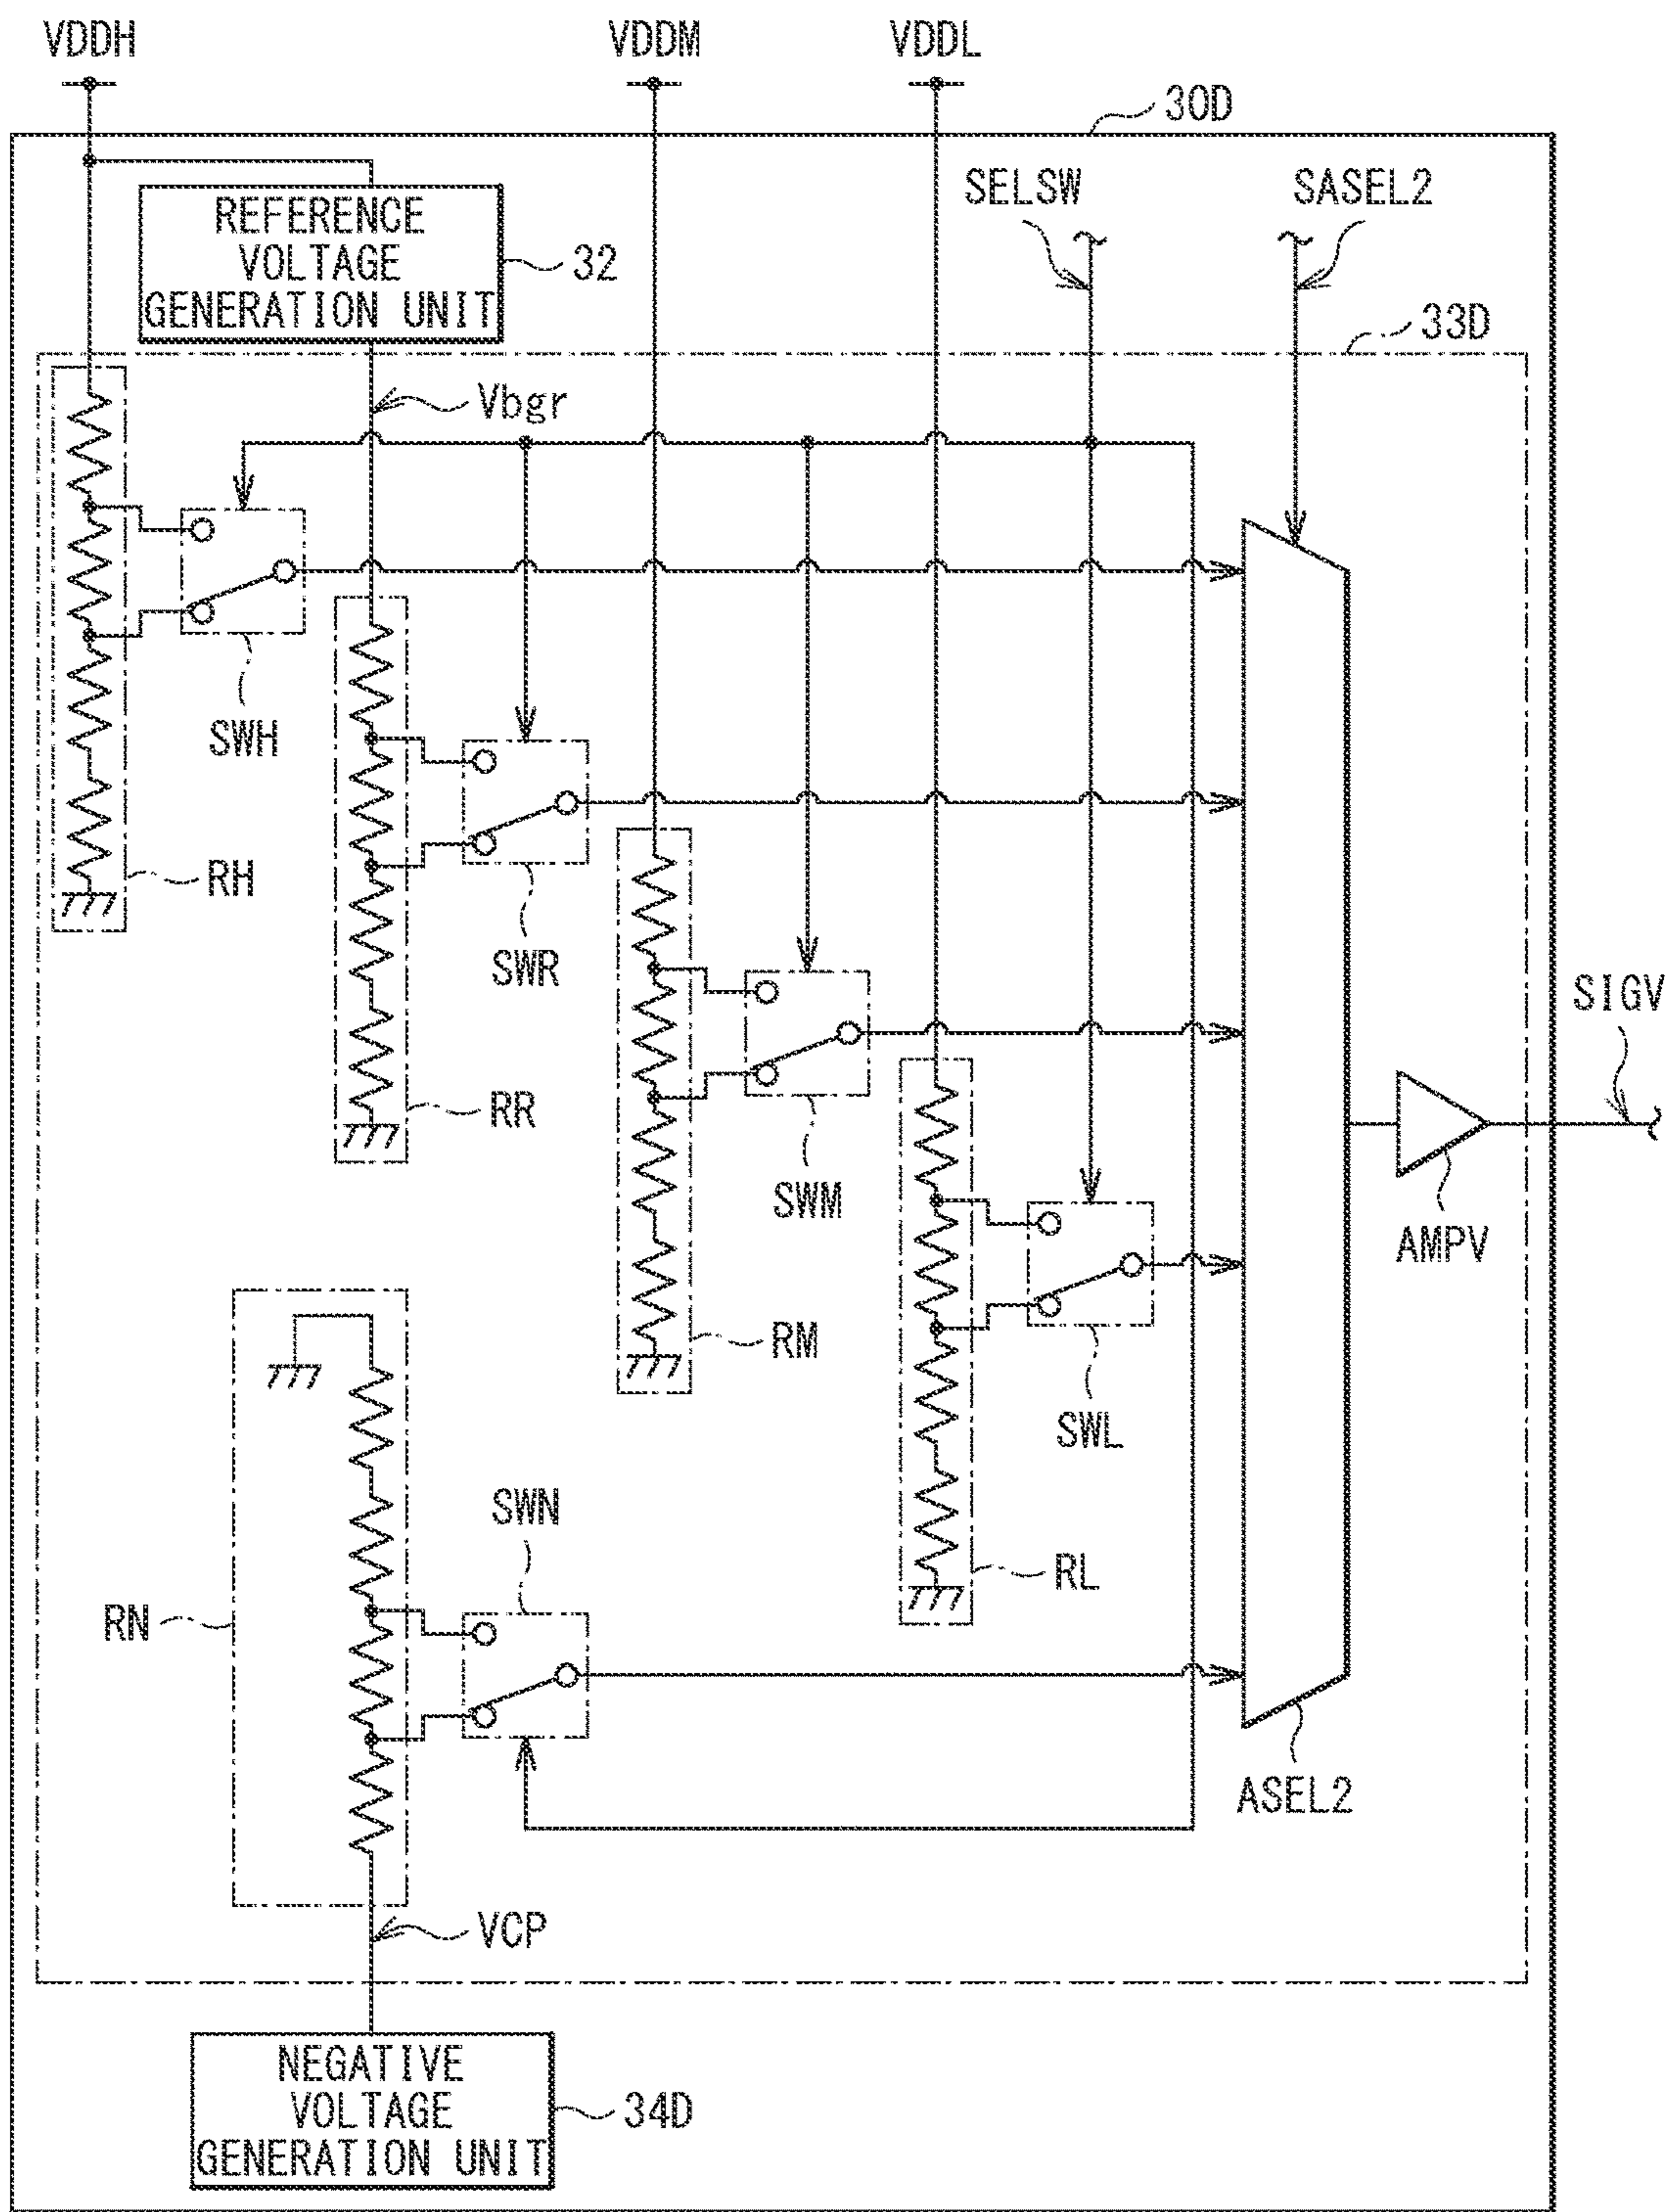 VDDH
VDDM
VDDL
30D
SELSW
SASEL2
REFERENCE
VOLTAGE
GENERATION UNIT
32
33D
Vbgr
SWH
RH
SWR
SIGV
RR
SWM
AMPV
RM
SWL
SWN
RL
RN
ASEL2
VCP
NEGATIVE
VOLTAGE
GENERATION UNIT
34D